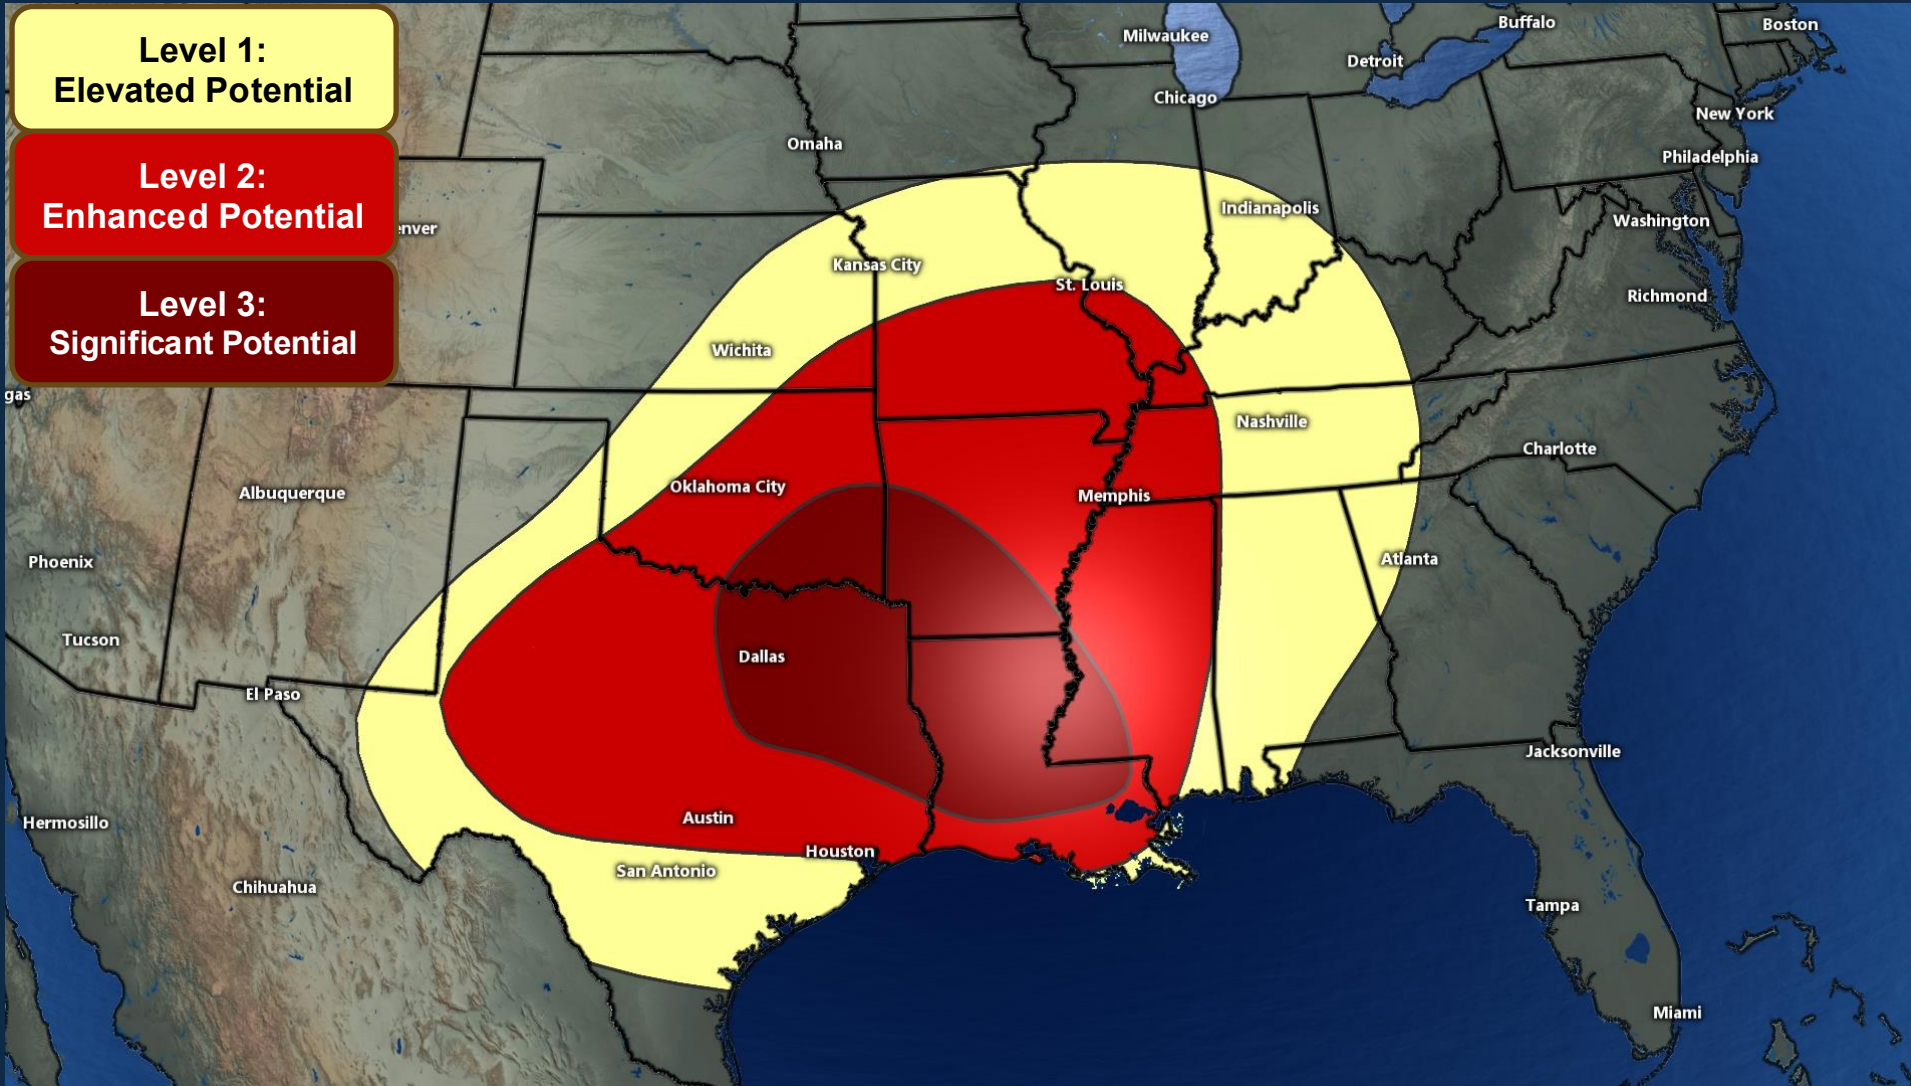 Level 1:
Elevated Potential
Level 2:
Enhanced Potential
Level 3:
Significant Potential
Milwaukee
Buffalo
Boston
Detroit
Chicago
New York
Omaha
Philadelphia
Indianapolis
Washington
enver
Kansas City
St. Louis
Richmond
Wichita
gas
Nashville
Charlotte
Albuquerque
Oklahoma City
Memphis
Phoenix
Atlanta
Tucson
Dallas
El Paso
Jacksonville
Hermosillo
Austin
Houston
San Antonio
Chihuahua
Tampa
Miami